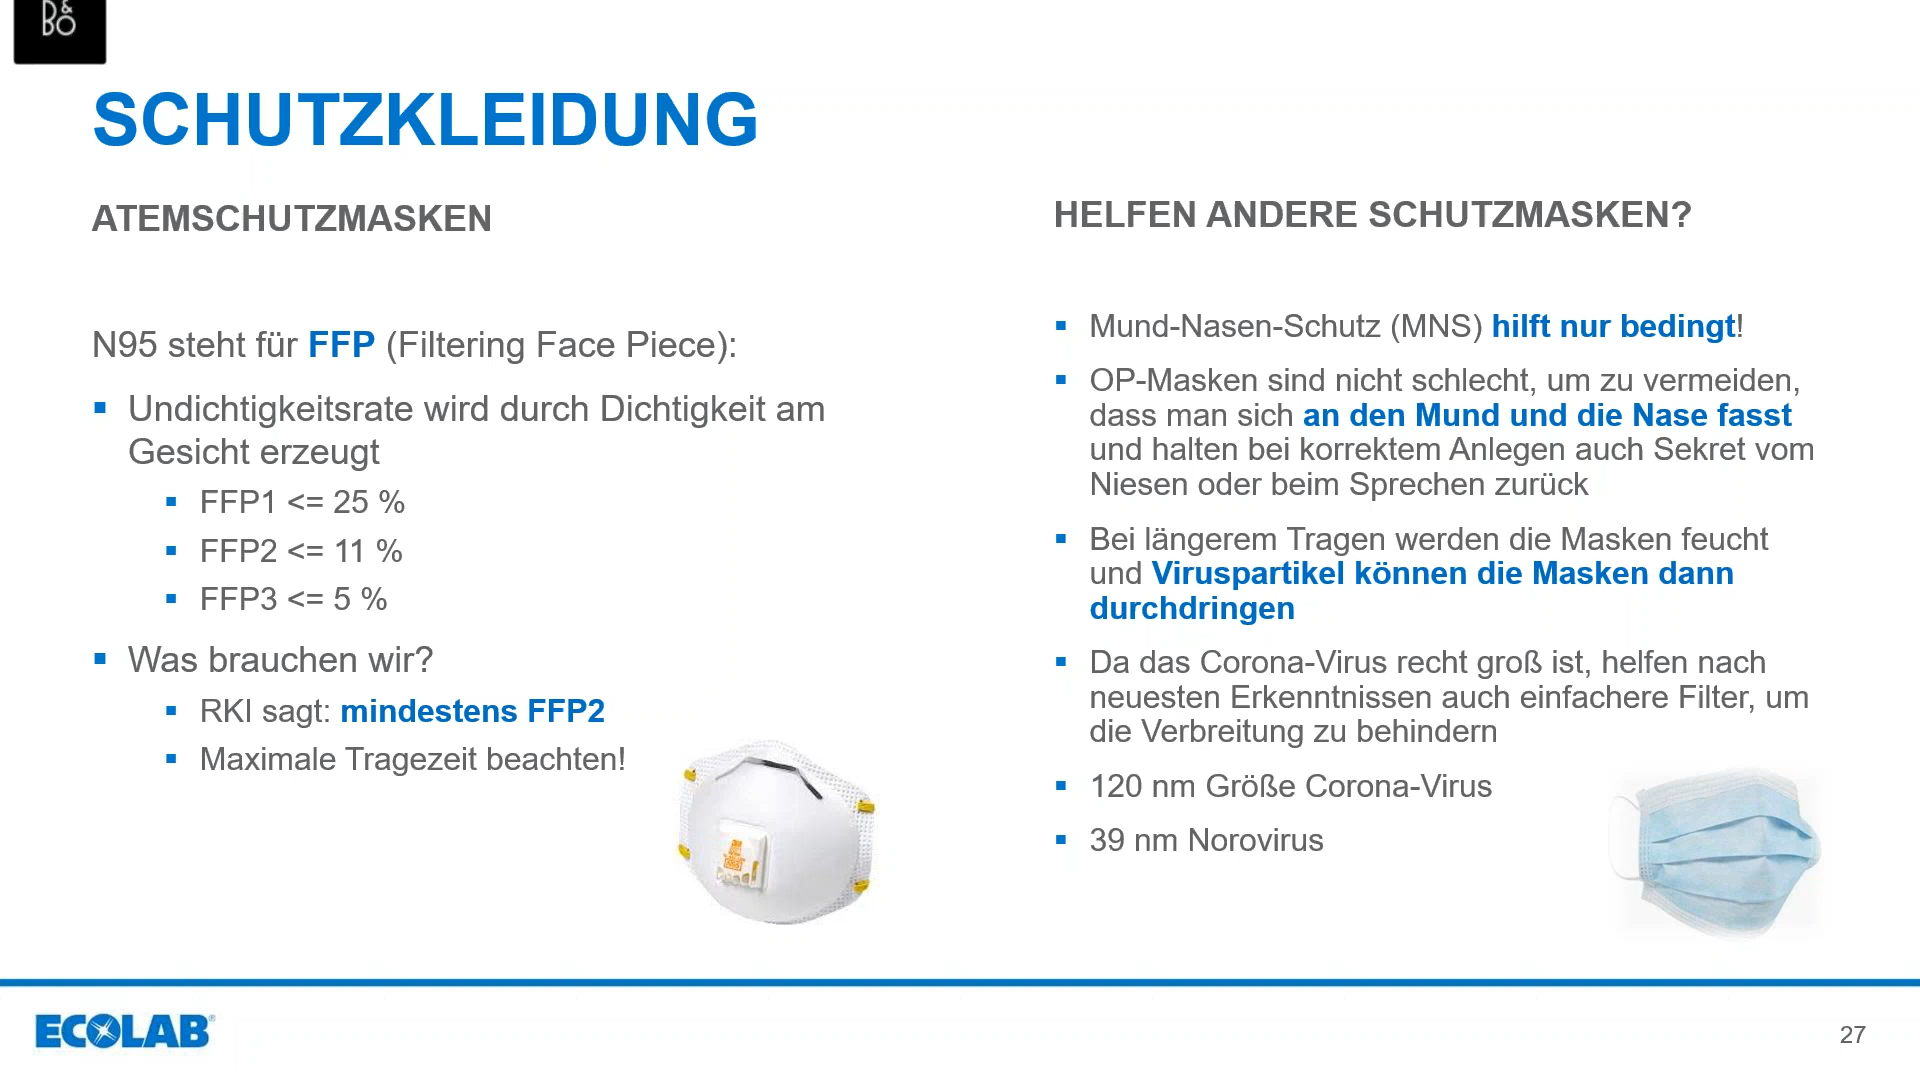 B&O
SCHUTZKLEIDUNG
ATEMSCHUTZMASKEN
N95 steht für FFP (Filtering Face Piece):
▪ Undichtigkeitsrate wird durch Dichtigkeit am
Gesicht erzeugt
▪ FFP1 <= 25 %
▪ FFP2 <= 11 %
▪ FFP3 <= 5 %
▪ Was brauchen wir?
▪ RKI sagt: mindestens FFP2
▪ Maximale Tragezeit beachten!
HELFEN ANDERE SCHUTZMASKEN?
▪ Mund-Nasen-Schutz (MNS) hilft nur bedingt!
▪ OP-Masken sind nicht schlecht, um zu vermeiden,
dass man sich an den Mund und die Nase fasst
und halten bei korrektem Anlegen auch Sekret vom
Niesen oder beim Sprechen zurück
▪ Bei längerem Tragen werden die Masken feucht
und Viruspartikel können die Masken dann
durchdringen
▪ Da das Corona-Virus recht groß ist, helfen nach
neuesten Erkenntnissen auch einfachere Filter, um
die Verbreitung zu behindern
▪ 120 nm Größe Corona-Virus
▪ 39 nm Norovirus
ECOLAB®
27